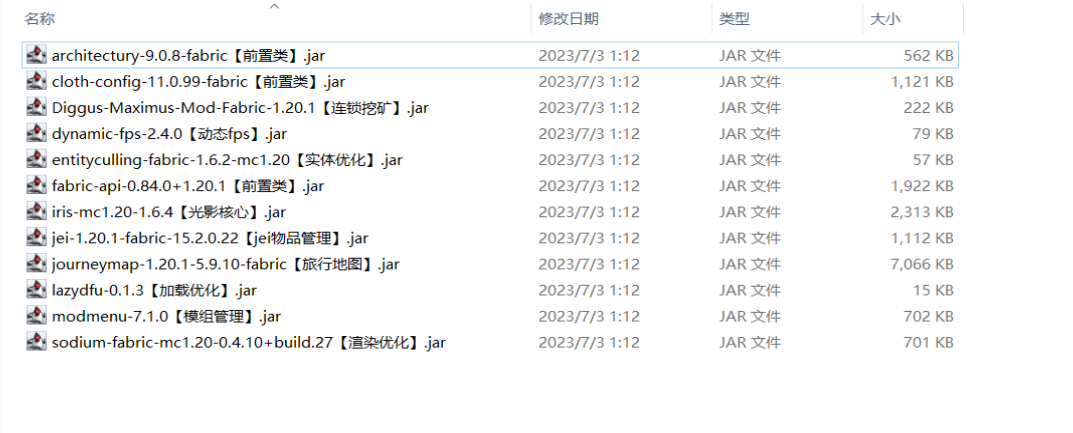 名称 修改日期 类型 大小
architectury-9.0.8-fabric【前置类】.jar 2023/7/3 1:12 JAR 文件 562 KB
cloth-config-11.0.99-fabric【前置类】.jar 2023/7/3 1:12 JAR 文件 1,121 KB
Diggus-Maximus-Mod-Fabric-1.20.1【连锁挖矿】.jar 2023/7/3 1:12 JAR 文件 222 KB
dynamic-fps-2.4.0【动态fps】.jar 2023/7/3 1:12 JAR 文件 79 KB
entityculling-fabric-1.6.2-mc1.20【实体优化】.jar 2023/7/3 1:12 JAR 文件 57 KB
fabric-api-0.84.0+1.20.1【前置类】.jar 2023/7/3 1:12 JAR 文件 1,922 KB
iris-mc1.20-1.6.4【光影核心】.jar 2023/7/3 1:12 JAR 文件 2,313 KB
jei-1.20.1-fabric-15.2.0.22【jei物品管理】.jar 2023/7/3 1:12 JAR 文件 1,112 KB
journeymap-1.20.1-5.9.10-fabric【旅行地图】.jar 2023/7/3 1:12 JAR 文件 7,066 KB
lazydfu-0.1.3【加载优化】.jar 2023/7/3 1:12 JAR 文件 15 KB
modmenu-7.1.0【模组管理】.jar 2023/7/3 1:12 JAR 文件 702 KB
sodium-fabric-mc1.20-0.4.10+build.27【渲染优化】.jar 2023/7/3 1:12 JAR 文件 701 KB